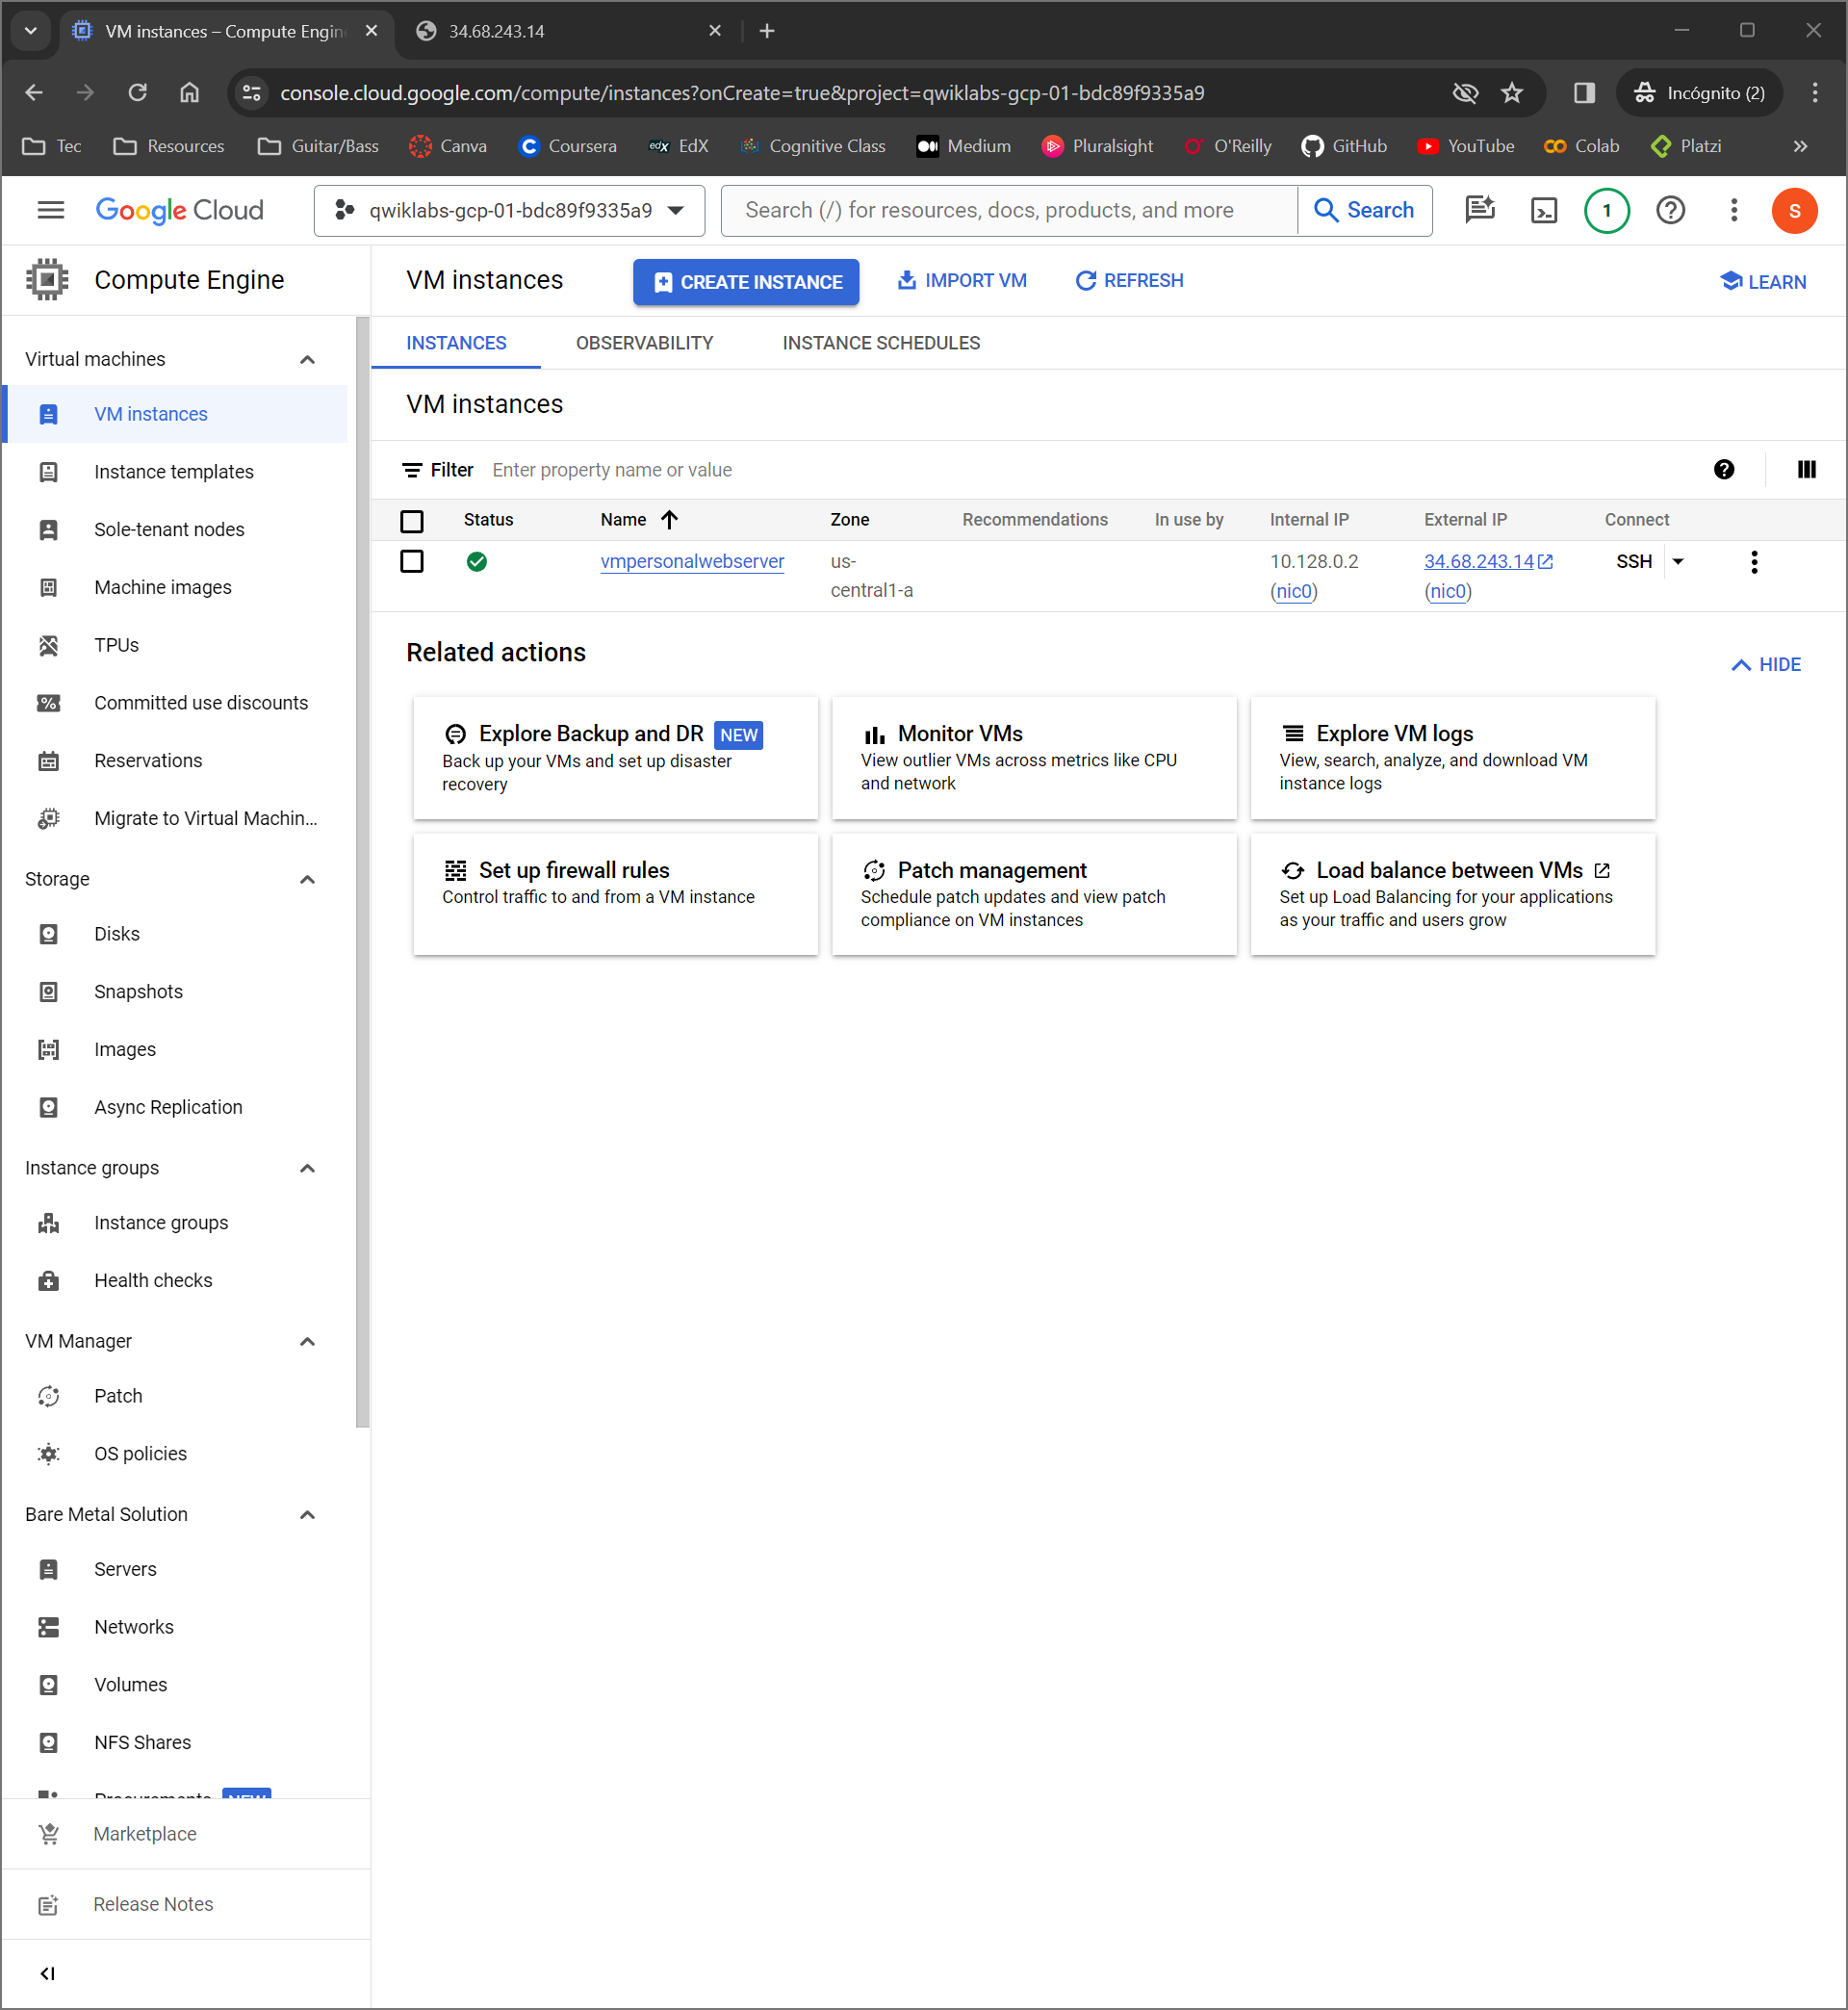 VM instances – Compute Engin
34.68.243.14
console.cloud.google.com/compute/instances?onCreate=true&project=qwiklabs-gcp-01-bdc89f9335a9
Incógnito (2)
Tec Resources Guitar/Bass Canva Coursera edX EdX Cognitive Class Medium Pluralsight O' O'Reilly GitHub YouTube Colab Platzi
Google Cloud
qwiklabs-gcp-01-bdc89f9335a9
Search (/) for resources, docs, products, and more
Search
1
S
Compute Engine
VM instances
CREATE INSTANCE
IMPORT VM
REFRESH
LEARN
Virtual machines
VM instances
Instance templates
Sole-tenant nodes
Machine images
TPUs
Committed use discounts
Reservations
Migrate to Virtual Machin...
Storage
Disks
Snapshots
Images
Async Replication
Instance groups
Instance groups
Health checks
VM Manager
Patch
OS policies
Bare Metal Solution
Servers
Networks
Volumes
NFS Shares
Procurements NEW
Marketplace
Release Notes
INSTANCES OBSERVABILITY INSTANCE SCHEDULES
VM instances
Filter Enter property name or value
Status Name Zone Recommendations In use by Internal IP External IP Connect
vmpersonalwebserver us- 10.128.0.2 34.68.243.14 SSH
central1-a (nic0) (nic0)
Related actions
HIDE
Explore Backup and DR NEW
Back up your VMs and set up disaster
recovery
Monitor VMs
View outlier VMs across metrics like CPU
and network
Explore VM logs
View, search, analyze, and download VM
instance logs
Set up firewall rules
Control traffic to and from a VM instance
Patch management
Schedule patch updates and view patch
compliance on VM instances
Load balance between VMs
Set up Load Balancing for your applications
as your traffic and users grow